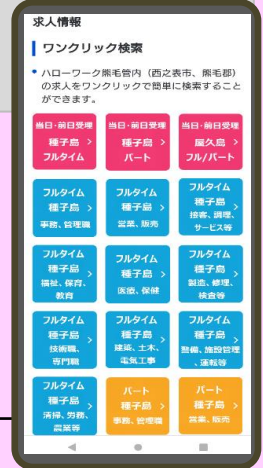 求人情報
ワンクリック検索
ハローワーク熊毛管内（西之表市、熊毛郡）
の求人をワンクリックで簡単に検索すること
ができます。
当日・前日受理
種子島
フルタイム
当日・前日受理
種子島
パート
当日・前日受理
屋久島
フル/パート
フルタイム
種子島
事務、管理職
フルタイム
種子島
営業、販売
フルタイム
種子島
接客、調理、
サービス等
フルタイム
種子島
福祉、保育、
教育
フルタイム
種子島
医療、保健
フルタイム
種子島
製造、修理、
検査等
フルタイム
種子島
技術職、
専門職
フルタイム
種子島
建築、土木、
電気工事
フルタイム
種子島
警備、施設管理
、運転等
フルタイム
種子島
清掃、労務、
農業等
パート
種子島
事務、管理職
パート
種子島
営業、販売